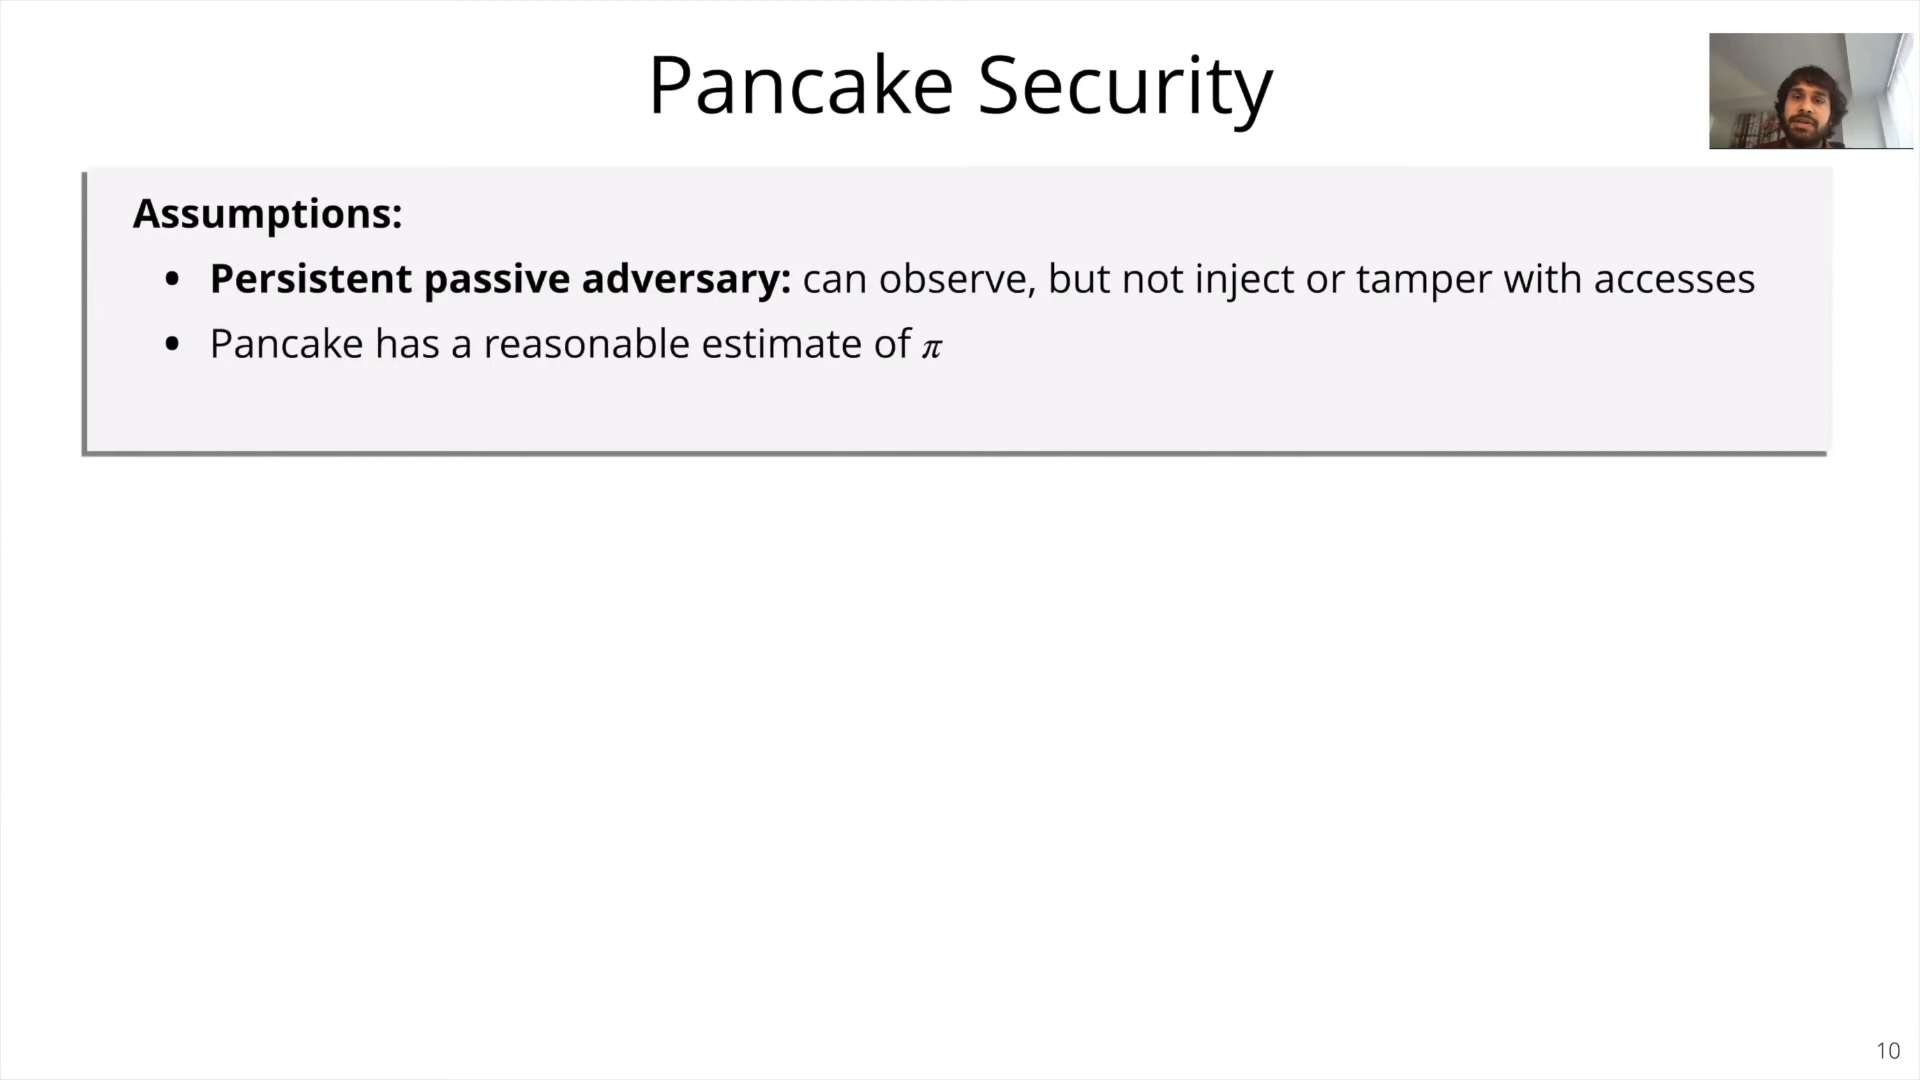 Pancake Security
Assumptions:
• Persistent passive adversary: can observe, but not inject or tamper with accesses
• Pancake has a reasonable estimate of π
10